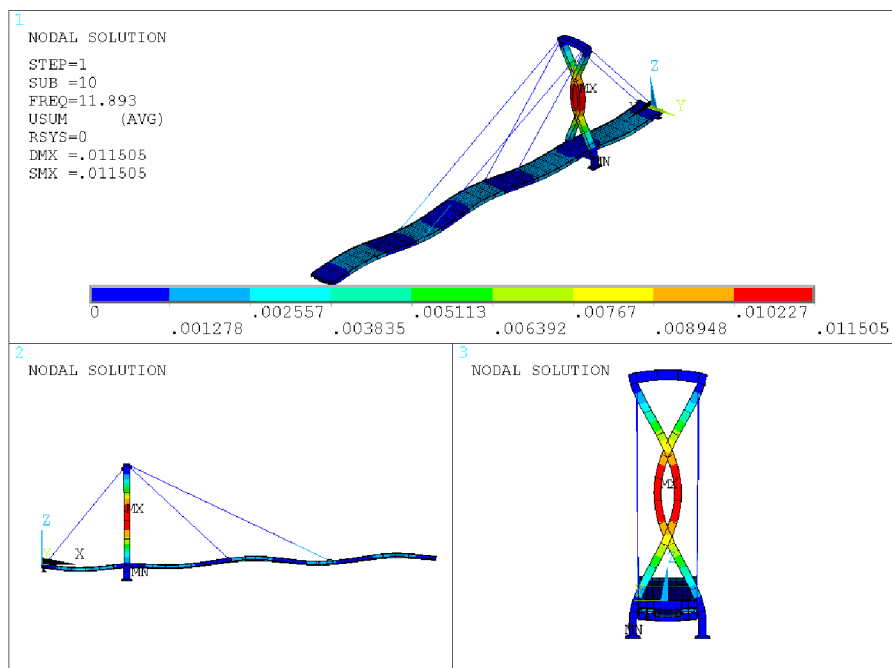 1
NODAL SOLUTION
STEP=1
SUB =10
FREQ=11.893
USUM (AVG)
RSYS=0
DMX =.011505
SMX =.011505
MX
Z
Y
MN
0 .002557 .005113 .00767 .010227
.001278 .003835 .006392 .008948 .011505
2
NODAL SOLUTION
MX
Z
Y X
MN
3
NODAL SOLUTION
MX
Z
MN